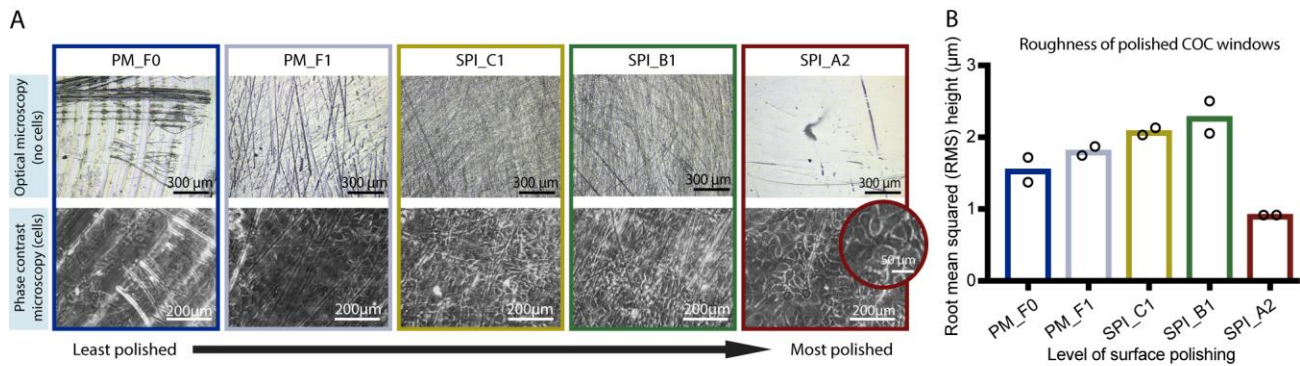 A
PM_F0
PM_F1
SPI_C1
SPI_B1
SPI_A2
Optical microscopy
(no cells)
300 µm
300 µm
300 µm
300 µm
300 µm
Phase contrast
microscopy (cells)
200µm
200µm
200µm
200µm
200µm
50 µm
Least polished
Most polished
B
Roughness of polished COC windows
Root mean squared (RMS) height (µm)
3
2
1
0
PM_F0
PM_F1
SPI_C1
SPI_B1
SPI_A2
Level of surface polishing